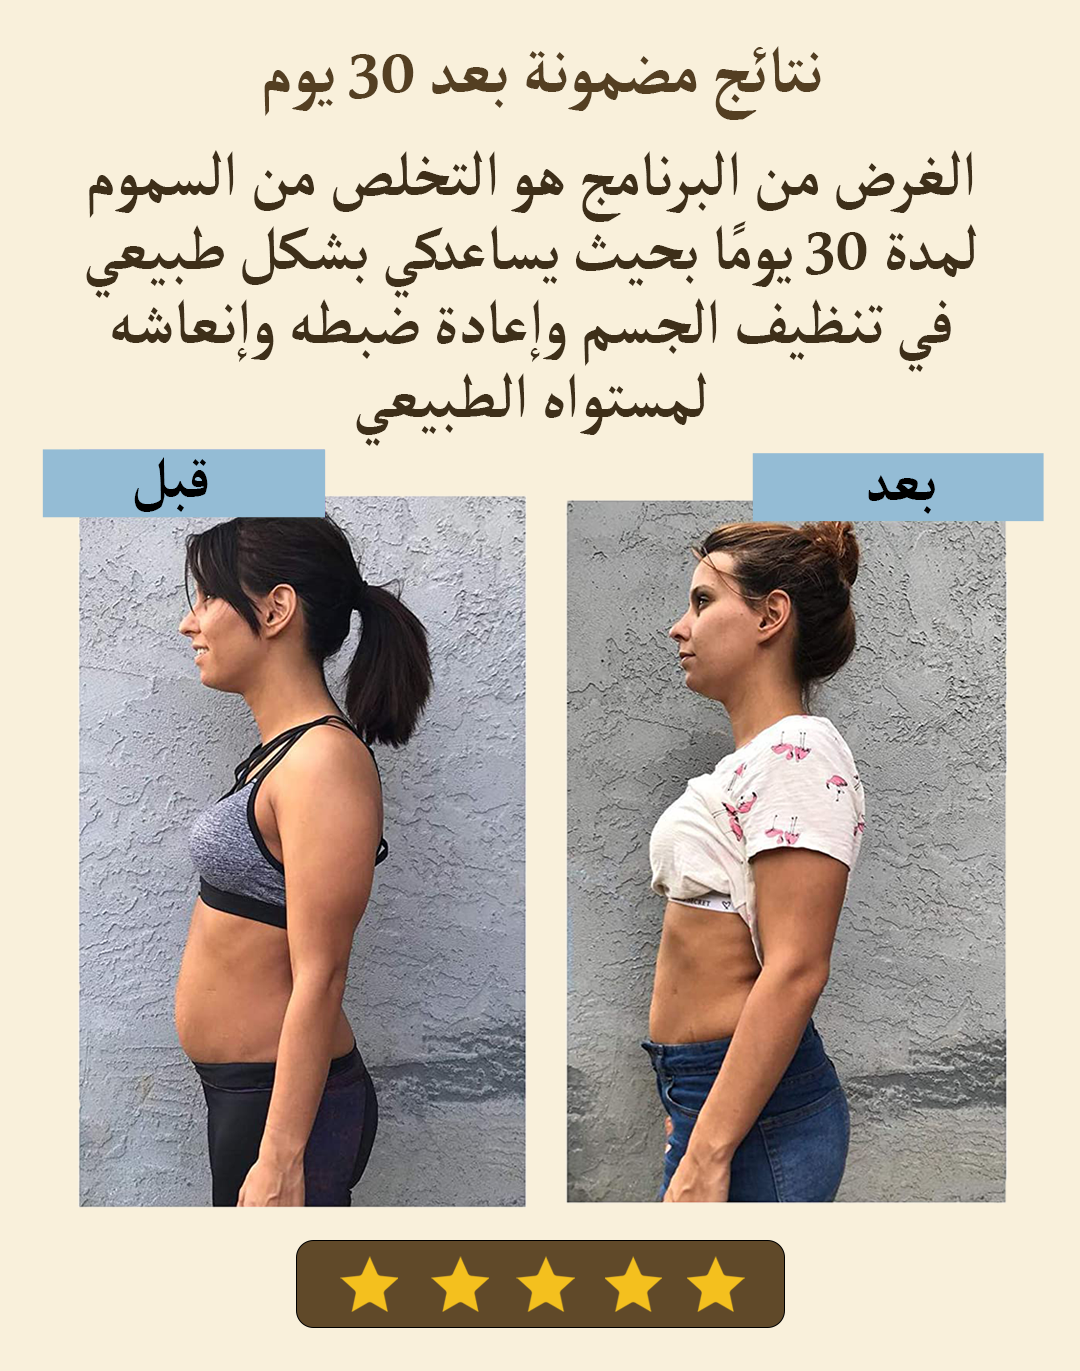 نتائج مضمونة بعد 30 يوم
الغرض من البرنامج هو التخلص من السموم
لمدة 30 يومًا بحيث يساعدكي بشكل طبيعي
في تنظيف الجسم وإعادة ضبطه وإنعاشه
لمستواه الطبيعي
بعد
قبل